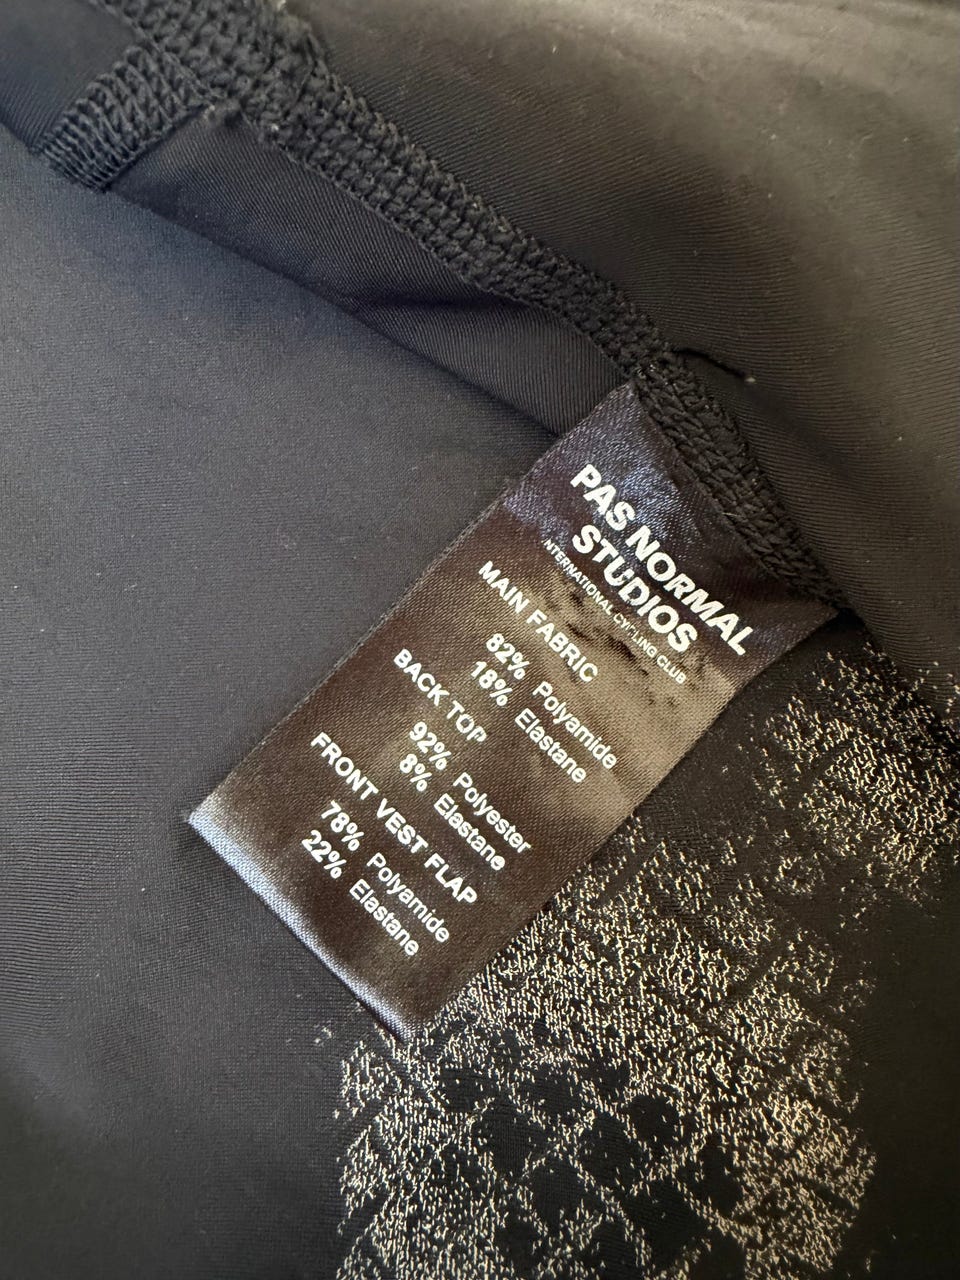 PAS NORMAL
STUDIOS
INTERNATIONAL CYCLING CLUB
MAIN FABRIC
82% Polyamide
18% Elastane
BACK TOP
92% Polyester
8% Elastane
FRONT VEST FLAP
78% Polyamide
22% Elastane